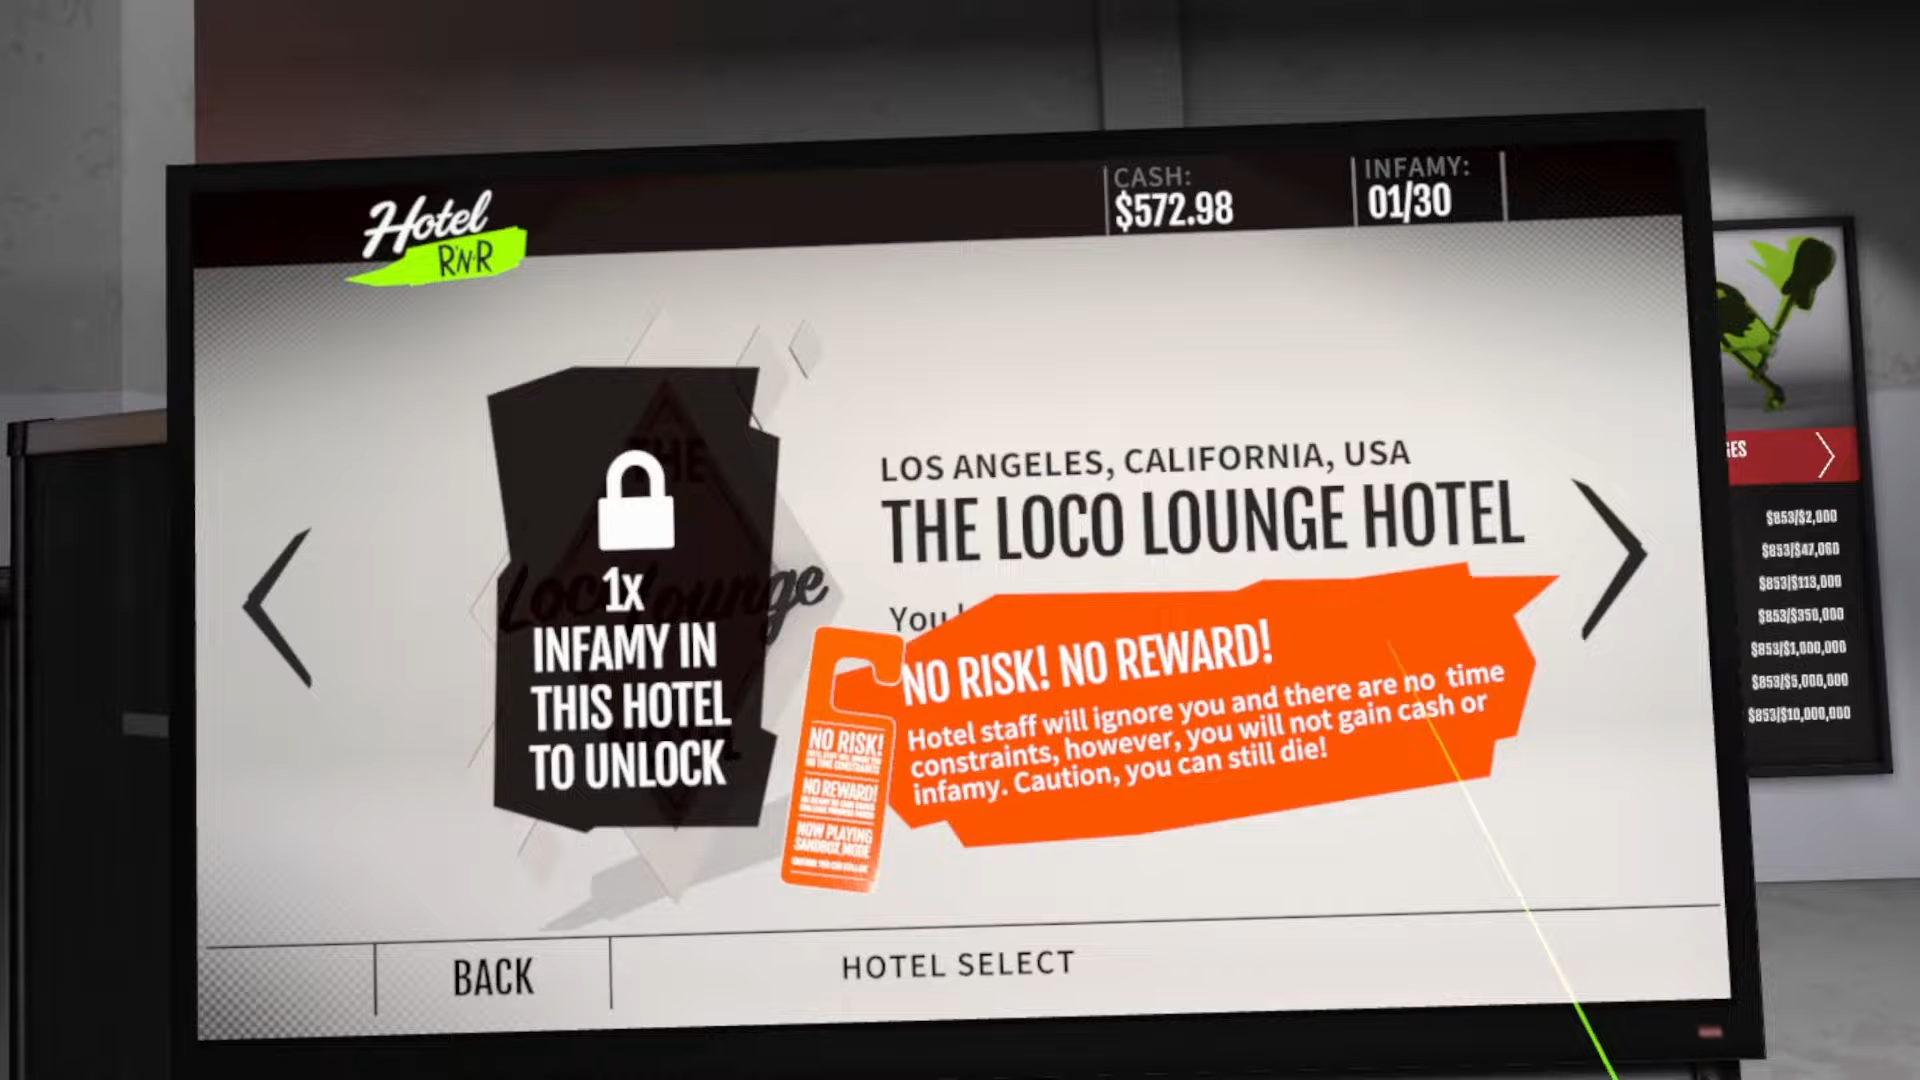 Hotel
R'N'R
CASH:
$572.98
INFAMY:
01/30
THE
Loco Lounge
1x
INFAMY IN
THIS HOTEL
TO UNLOCK
LOS ANGELES, CALIFORNIA, USA
THE LOCO LOUNGE HOTEL
You
NO RISK! NO REWARD!
Hotel staff will ignore you and there are no time
constraints, however, you will not gain cash or
infamy. Caution, you can still die!
NO RISK!
NO REWARD!
NOW PLAYING
SANDBOX MODE
BACK
HOTEL SELECT
$853/$2,000
$853/$47,060
$853/$113,000
$853/$350,000
$853/$1,000,000
$853/$5,000,000
$853/$10,000,000